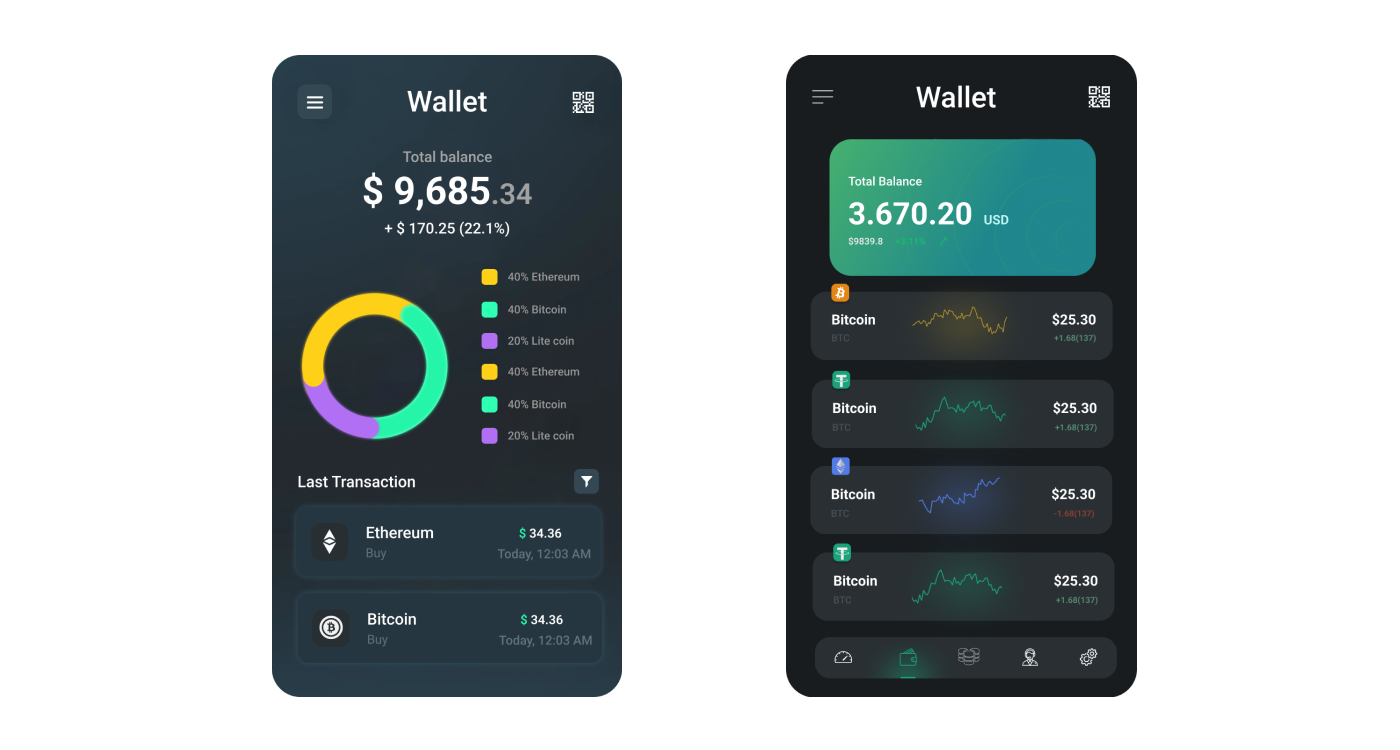 Wallet
Total balance
$ 9,685.34
+ $ 170.25 (22.1%)
40% Ethereum
40% Bitcoin
20% Lite coin
40% Ethereum
40% Bitcoin
20% Lite coin
Last Transaction
Ethereum
$ 34.36
Buy
Today, 12:03 AM
Bitcoin
$ 34.36
Buy
Today, 12:03 AM
Wallet
Total Balance
3.670.20 USD
$9839.8 +3.11%
Bitcoin
$25.30
BTC
+1.68(137)
Bitcoin
$25.30
BTC
+1.68(137)
Bitcoin
$25.30
BTC
-1.68(137)
Bitcoin
$25.30
BTC
+1.68(137)